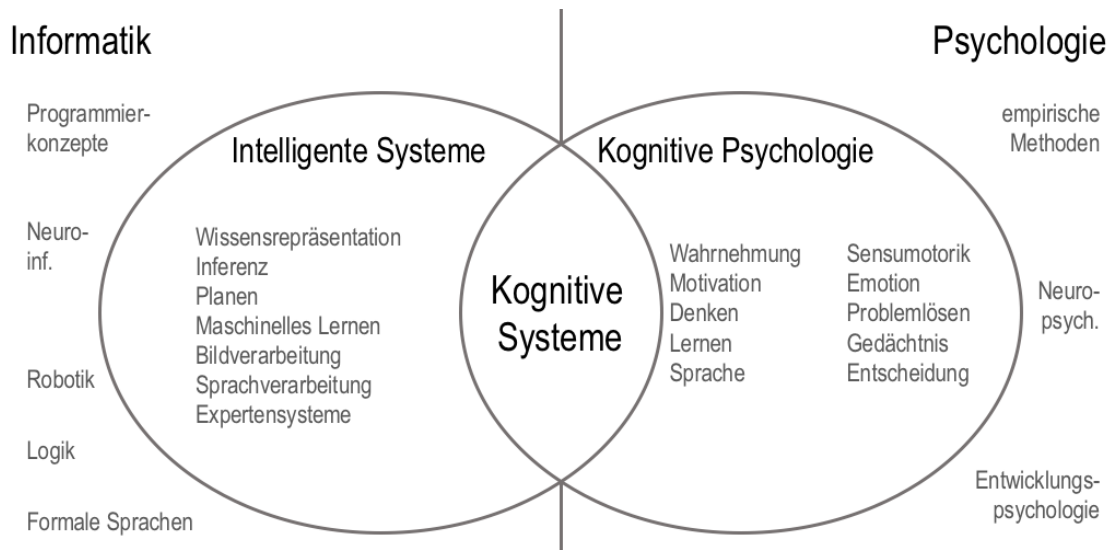 Informatik
Psychologie
Programmier-
konzepte
Neuro-
inf.
Robotik
Logik
Formale Sprachen
Intelligente Systeme
Wissensrepräsentation
Inferenz
Planen
Maschinelles Lernen
Bildverarbeitung
Sprachverarbeitung
Expertensysteme
Kognitive
Systeme
Kognitive Psychologie
Wahrnehmung
Motivation
Denken
Lernen
Sprache
Sensumotorik
Emotion
Problemlösen
Gedächtnis
Entscheidung
empirische
Methoden
Neuro-
psych.
Entwicklungs-
psychologie